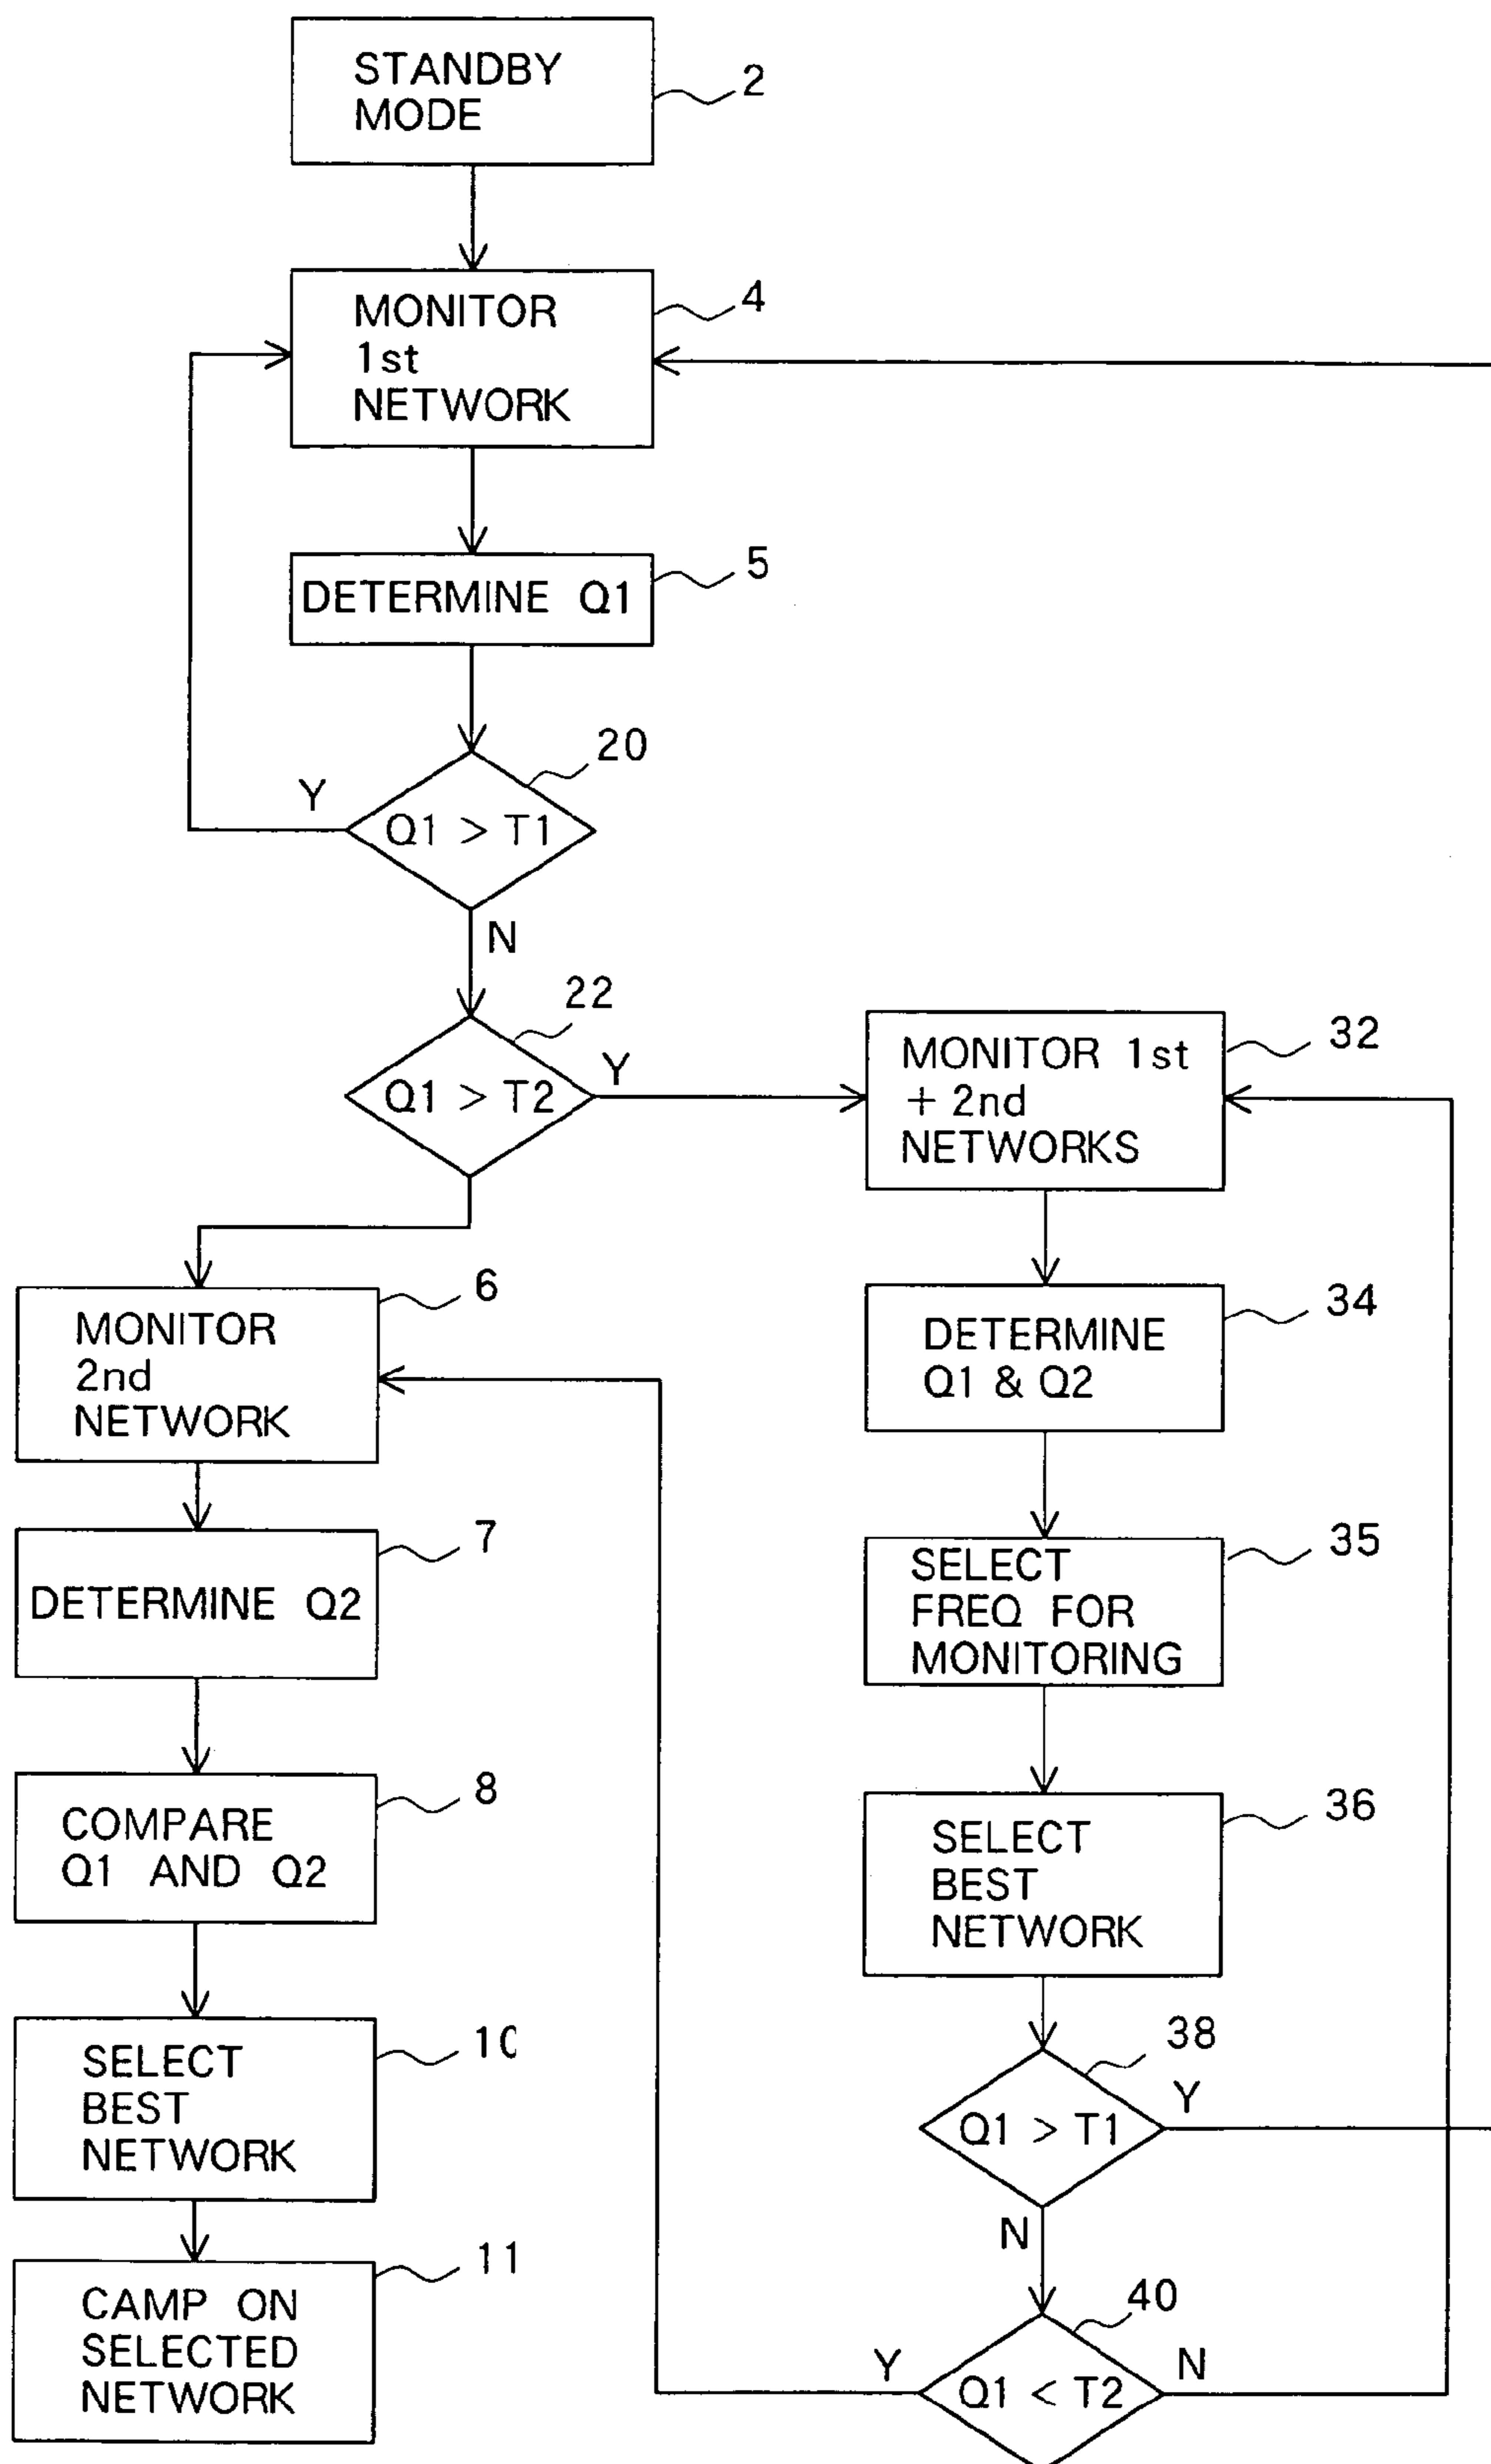 STANDBY
MODE
2
MONITOR
1st
NETWORK
4
DETERMINE Q1
5
20
Y
Q1 > T1
N
22
Q1 > T2
Y
MONITOR 1st
+ 2nd
NETWORKS
32
MONITOR
2nd
NETWORK
6
DETERMINE
Q1 & Q2
34
DETERMINE Q2
7
SELECT
FREQ FOR
MONITORING
35
COMPARE
Q1 AND Q2
8
SELECT
BEST
NETWORK
36
SELECT
BEST
NETWORK
10
38
Q1 > T1
Y
N
CAMP ON
SELECTED
NETWORK
11
40
Y
Q1 < T2
N